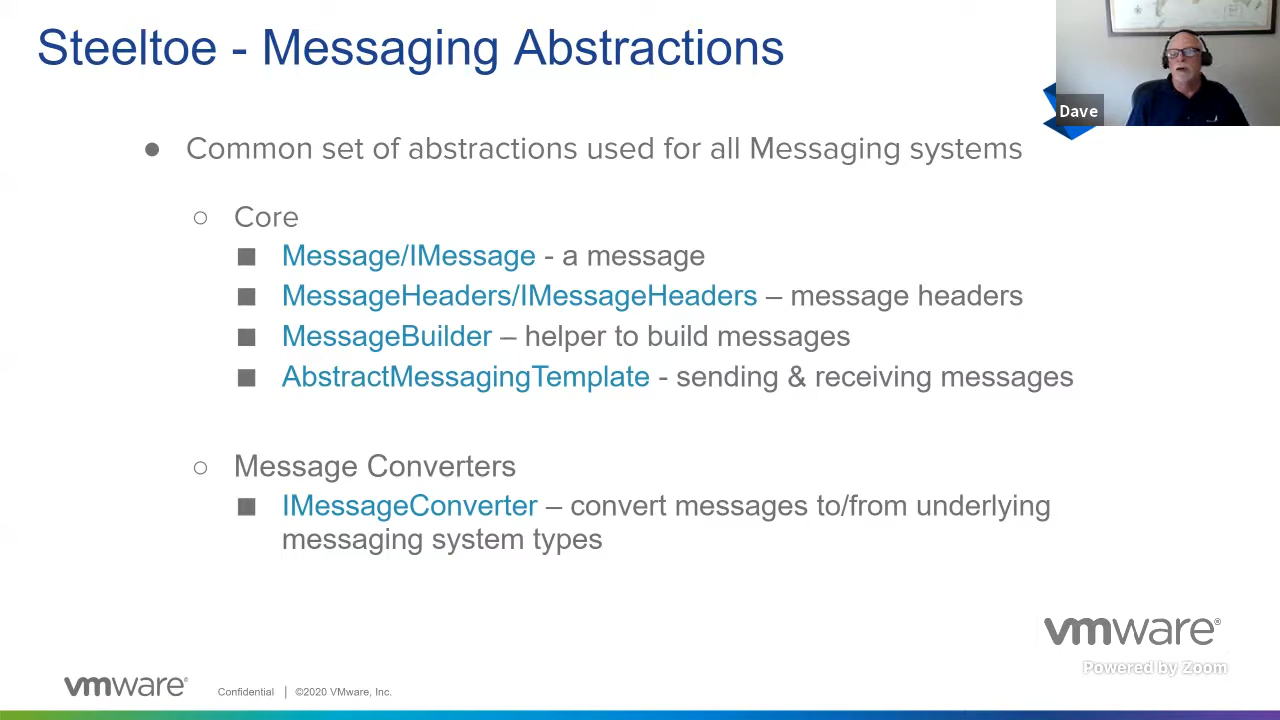 Steeltoe - Messaging Abstractions
Dave
● Common set of abstractions used for all Messaging systems
○ Core
■ Message/IMessage - a message
■ MessageHeaders/IMessageHeaders – message headers
■ MessageBuilder – helper to build messages
■ AbstractMessagingTemplate - sending & receiving messages
○ Message Converters
■ IMessageConverter – convert messages to/from underlying
messaging system types
vmware®
Powered by Zoom
vmware® Confidential | ©2020 VMware, Inc.